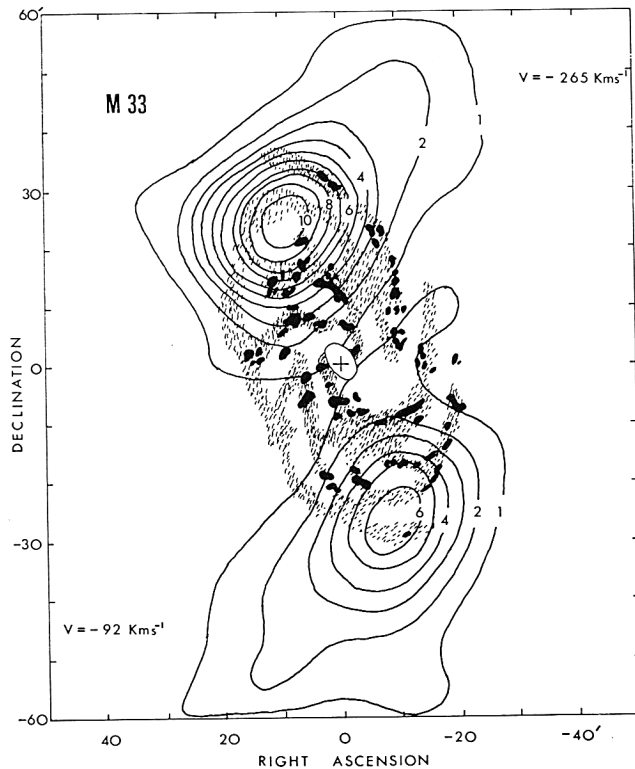 60′
M 33
V = – 265 Kms⁻¹
1
2
4
8 6
10
30
0
DECLINATION
6 4 2 1
–30
V = – 92 Kms⁻¹
–60
40 20 0 –20 –40′
RIGHT ASCENSION